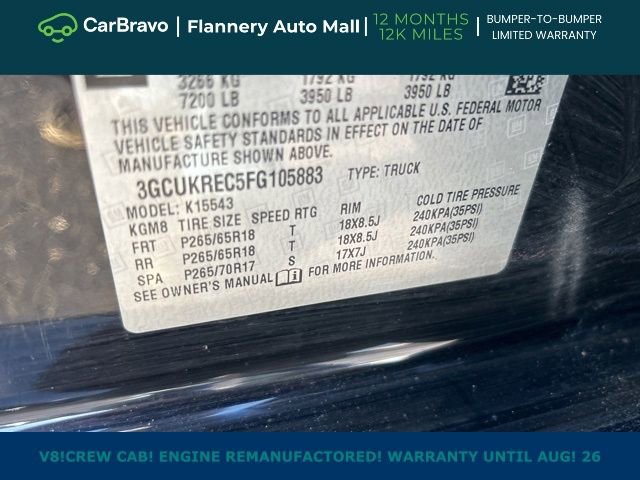 CarBravo | Flannery Auto Mall | 12 MONTHS 12K MILES | BUMPER-TO-BUMPER LIMITED WARRANTY
3266 KG 1792 KG 1792 KG
7200 LB 3950 LB 3950 LB
THIS VEHICLE CONFORMS TO ALL APPLICABLE U.S. FEDERAL MOTOR
VEHICLE SAFETY STANDARDS IN EFFECT ON THE DATE OF
MANUFACTURE SHOWN ABOVE.
3GCUKREC5FG105883 TYPE: TRUCK
MODEL: K15543
KGM8 TIRE SIZE SPEED RTG RIM COLD TIRE PRESSURE
FRT P265/65R18 T 18X8.5J 240KPA(35PSI)
RR P265/65R18 T 18X8.5J 240KPA(35PSI)
SPA P265/70R17 S 17X7J 240KPA(35PSI)
SEE OWNER'S MANUAL FOR MORE INFORMATION.
V8!CREW CAB! ENGINE REMANUFACTORED! WARRANTY UNTIL AUG! 26